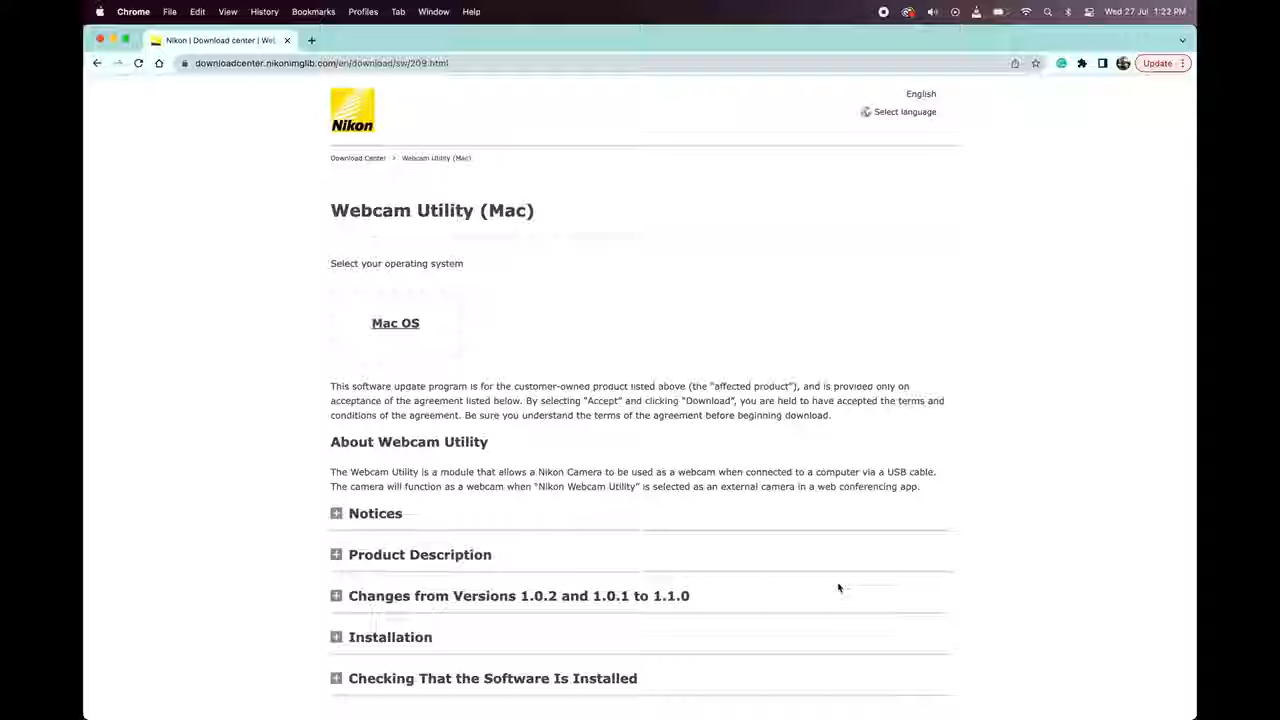 Chrome File Edit View History Bookmarks Profiles Tab Window Help Wed 27 Jul 1:22 PM
Nikon | Download center | Wel
downloadcenter.nikonimglib.com/en/download/sw/209.html Update
English
Nikon
Select language
Download Center > Webcam Utility (Mac)
Webcam Utility (Mac)
Select your operating system
Mac OS
This software update program is for the customer-owned product listed above (the "affected product"), and is provided only on
acceptance of the agreement listed below. By selecting "Accept" and clicking "Download", you are held to have accepted the terms and
conditions of the agreement. Be sure you understand the terms of the agreement before beginning download.
About Webcam Utility
The Webcam Utility is a module that allows a Nikon Camera to be used as a webcam when connected to a computer via a USB cable.
The camera will function as a webcam when "Nikon Webcam Utility" is selected as an external camera in a web conferencing app.
Notices
Product Description
Changes from Versions 1.0.2 and 1.0.1 to 1.1.0
Installation
Checking That the Software Is Installed